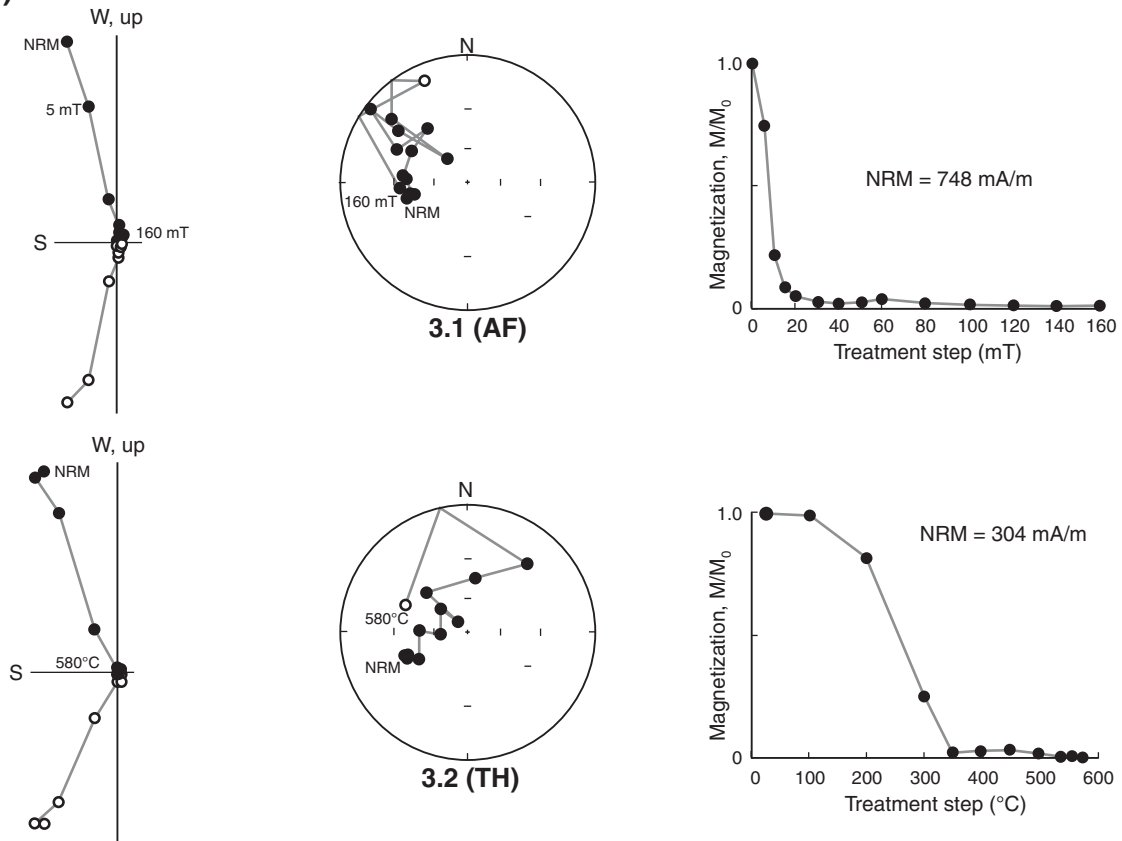 )
W, up
NRM
5 mT
S
160 mT
N
160 mT
NRM
3.1 (AF)
Magnetization, M/M0
1.0
0
NRM = 748 mA/m
0 20 40 60 80 100 120 140 160
Treatment step (mT)
W, up
NRM
580°C
S
N
580°C
NRM
3.2 (TH)
Magnetization, M/M0
1.0
0
NRM = 304 mA/m
0 100 200 300 400 500 600
Treatment step (°C)